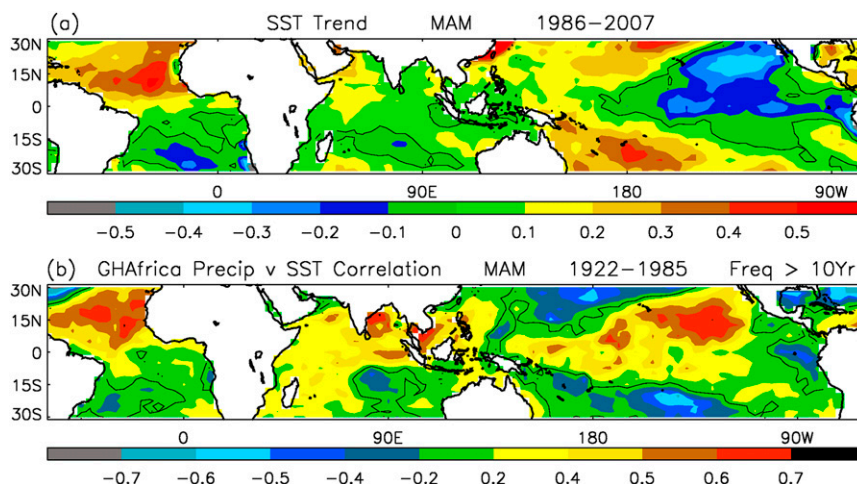 (a) SST Trend MAM 1986−2007
30N
15N
0
15S
30S
0 90E 180 90W
−0.5 −0.4 −0.3 −0.2 −0.1 0 0.1 0.2 0.3 0.4 0.5
(b) GHAfrica Precip v SST Correlation MAM 1922−1985 Freq > 10Yr
30N
15N
0
15S
30S
0 90E 180 90W
−0.7 −0.6 −0.5 −0.4 −0.2 0.2 0.4 0.5 0.6 0.7